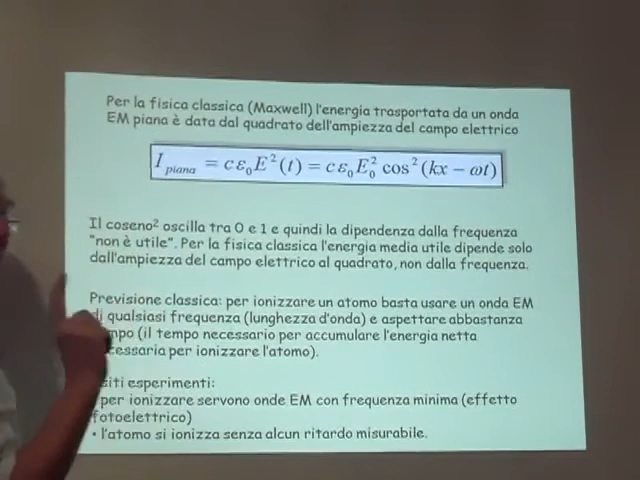 Per la fisica classica (Maxwell) l'energia trasportata da un onda
EM piana è data dal quadrato dell'ampiezza del campo elettrico
I piana = cε₀E²(t) = cε₀E₀² cos²(kx − ωt)
Il coseno² oscilla tra 0 e 1 e quindi la dipendenza dalla frequenza
"non è utile". Per la fisica classica l'energia media utile dipende solo
dall'ampiezza del campo elettrico al quadrato, non dalla frequenza.
Previsione classica: per ionizzare un atomo basta usare un onda EM
di qualsiasi frequenza (lunghezza d'onda) e aspettare abbastanza
(il tempo necessario per accumulare l'energia netta
per ionizzare l'atomo).
esperimenti:
per ionizzare servono onde EM con frequenza minima (effetto
fotoelettrico)
• l'atomo si ionizza senza alcun ritardo misurabile.